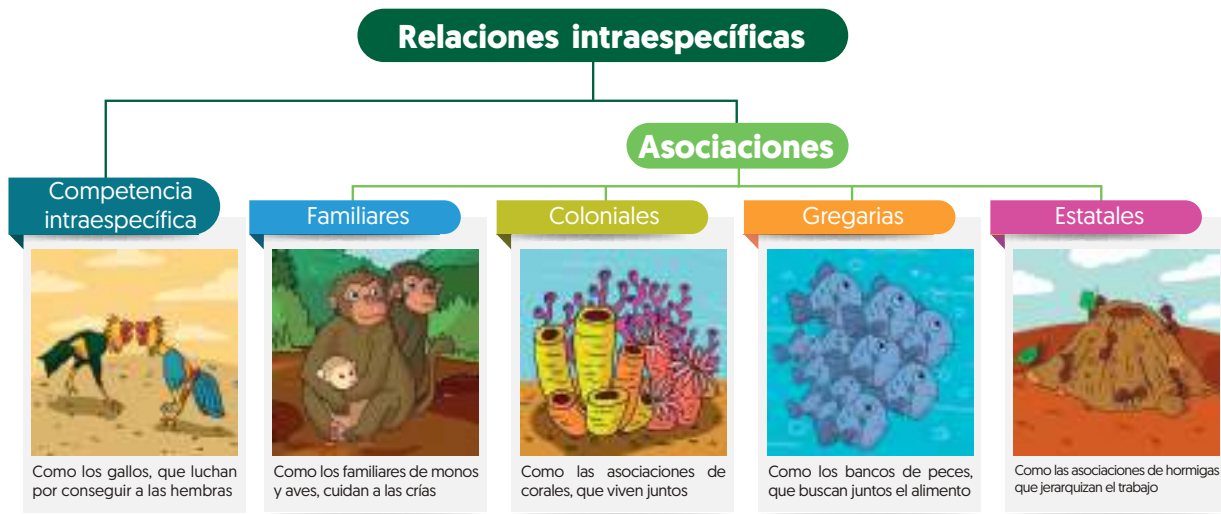 Relaciones intraespecíficas
Asociaciones
Competencia
intraespecífica
Familiares
Coloniales
Gregarias
Estatales
Como los gallos, que luchan
por conseguir a las hembras
Como los familiares de monos
y aves, cuidan a las crías
Como las asociaciones de
corales, que viven juntos
Como los bancos de peces,
que buscan juntos el alimento
Como las asociaciones de hormigas
que jerarquizan el trabajo